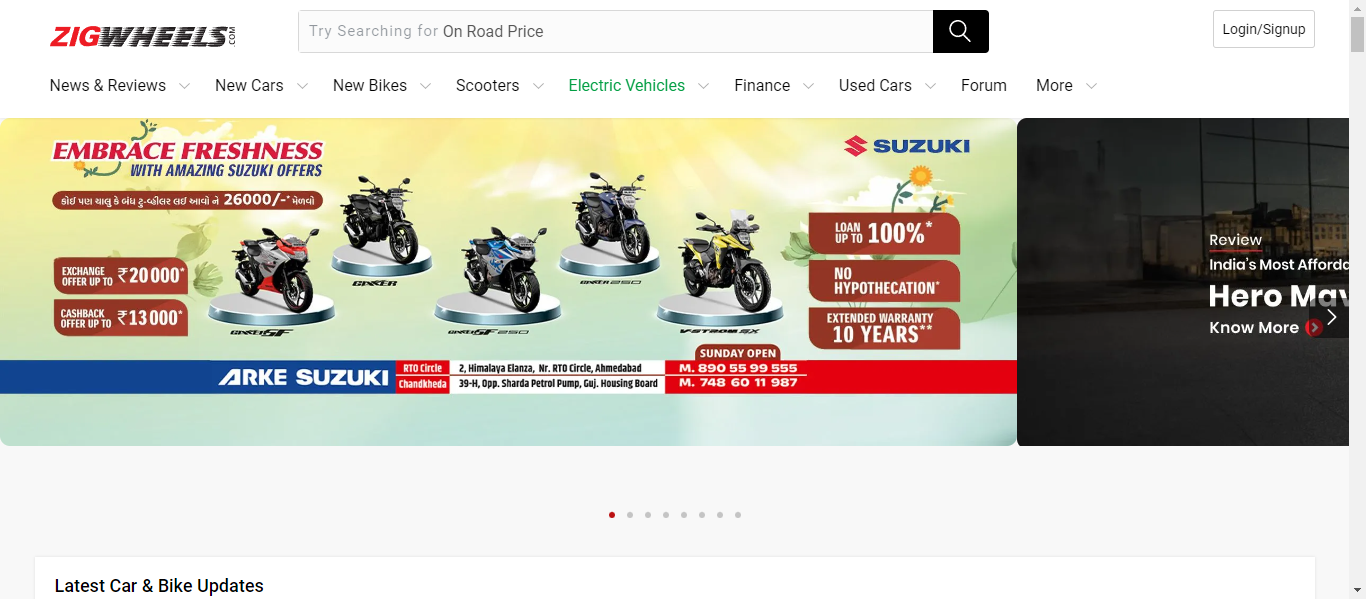 ZIGWHEELS.COM
Try Searching for On Road Price
Login/Signup
News & Reviews
New Cars
New Bikes
Scooters
Electric Vehicles
Finance
Used Cars
Forum
More
EMBRACE FRESHNESS
WITH AMAZING SUZUKI OFFERS
કોઈ પણ ચાલુ કે બંધ ટુ-વ્હીલર લઈ આવો ને 26000/-* મેળવો
EXCHANGE
OFFER UP TO ₹20000*
CASHBACK
OFFER UP TO ₹13000*
GIXXER SF
GIXXER
GIXXER SF 250
GIXXER 250
V-STROM SX
SUZUKI
LOAN
UP TO 100%*
NO
HYPOTHECATION*
EXTENDED WARRANTY
10 YEARS**
SUNDAY OPEN
ARKE SUZUKI
RTO Circle 2, Himalaya Elanza, Nr. RTO Circle, Ahmedabad M. 890 55 99 555
Chandkheda 39-H, Opp. Sharda Petrol Pump, Guj. Housing Board M. 748 60 11 987
Review
India's Most Afforda
Hero Mav
Know More
Latest Car & Bike Updates